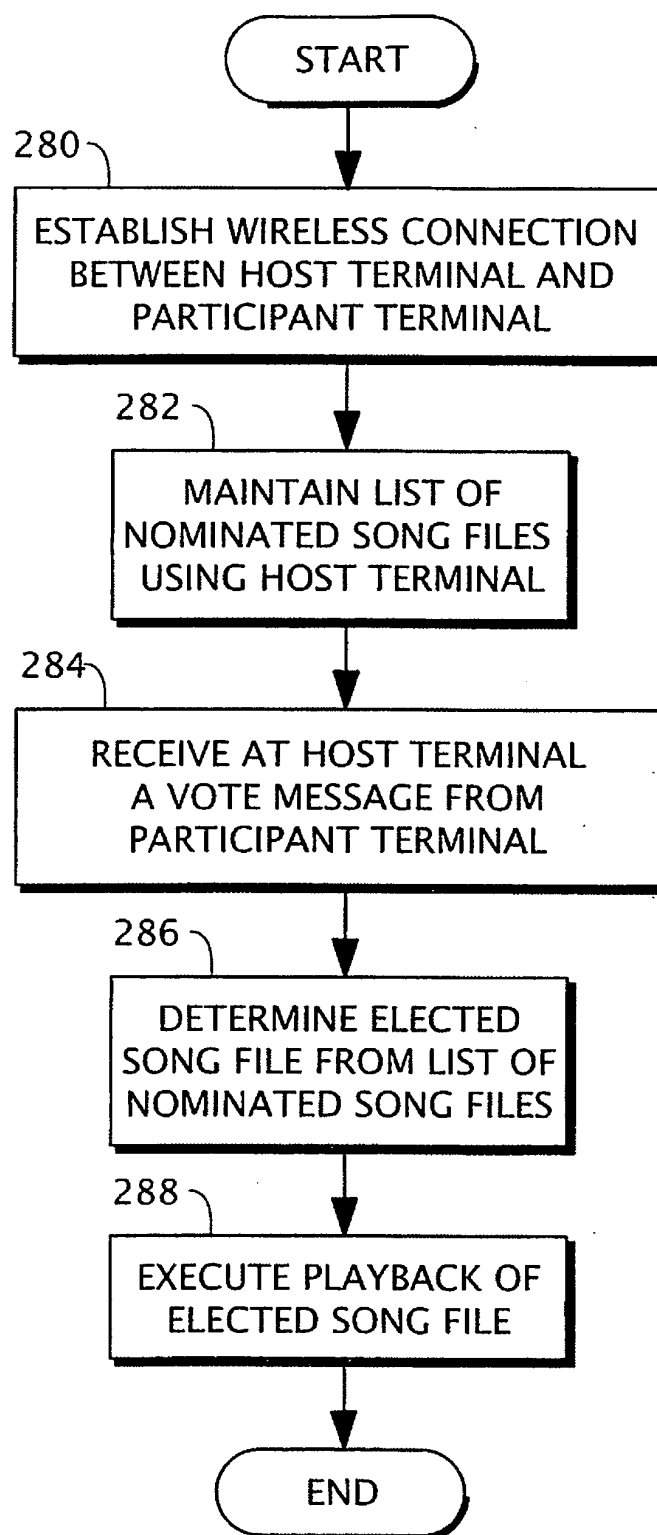 START
280
ESTABLISH WIRELESS CONNECTION
BETWEEN HOST TERMINAL AND
PARTICIPANT TERMINAL
282
MAINTAIN LIST OF
NOMINATED SONG FILES
USING HOST TERMINAL
284
RECEIVE AT HOST TERMINAL
A VOTE MESSAGE FROM
PARTICIPANT TERMINAL
286
DETERMINE ELECTED
SONG FILE FROM LIST OF
NOMINATED SONG FILES
288
EXECUTE PLAYBACK OF
ELECTED SONG FILE
END